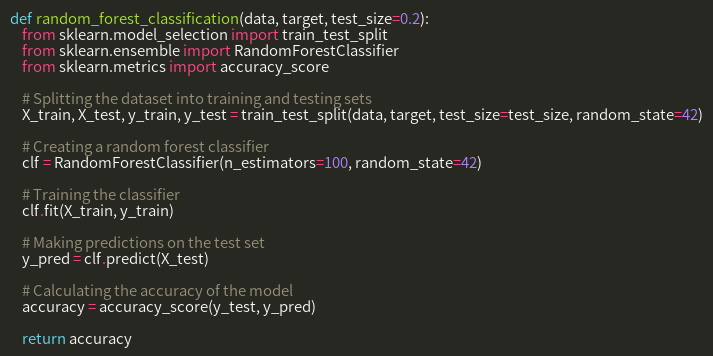 def random_forest_classification(data, target, test_size=0.2):
from sklearn.model_selection import train_test_split
from sklearn.ensemble import RandomForestClassifier
from sklearn.metrics import accuracy_score
# Splitting the dataset into training and testing sets
X_train, X_test, y_train, y_test = train_test_split(data, target, test_size=test_size, random_state=42)
# Creating a random forest classifier
clf = RandomForestClassifier(n_estimators=100, random_state=42)
# Training the classifier
clf.fit(X_train, y_train)
# Making predictions on the test set
y_pred = clf.predict(X_test)
# Calculating the accuracy of the model
accuracy = accuracy_score(y_test, y_pred)
return accuracy